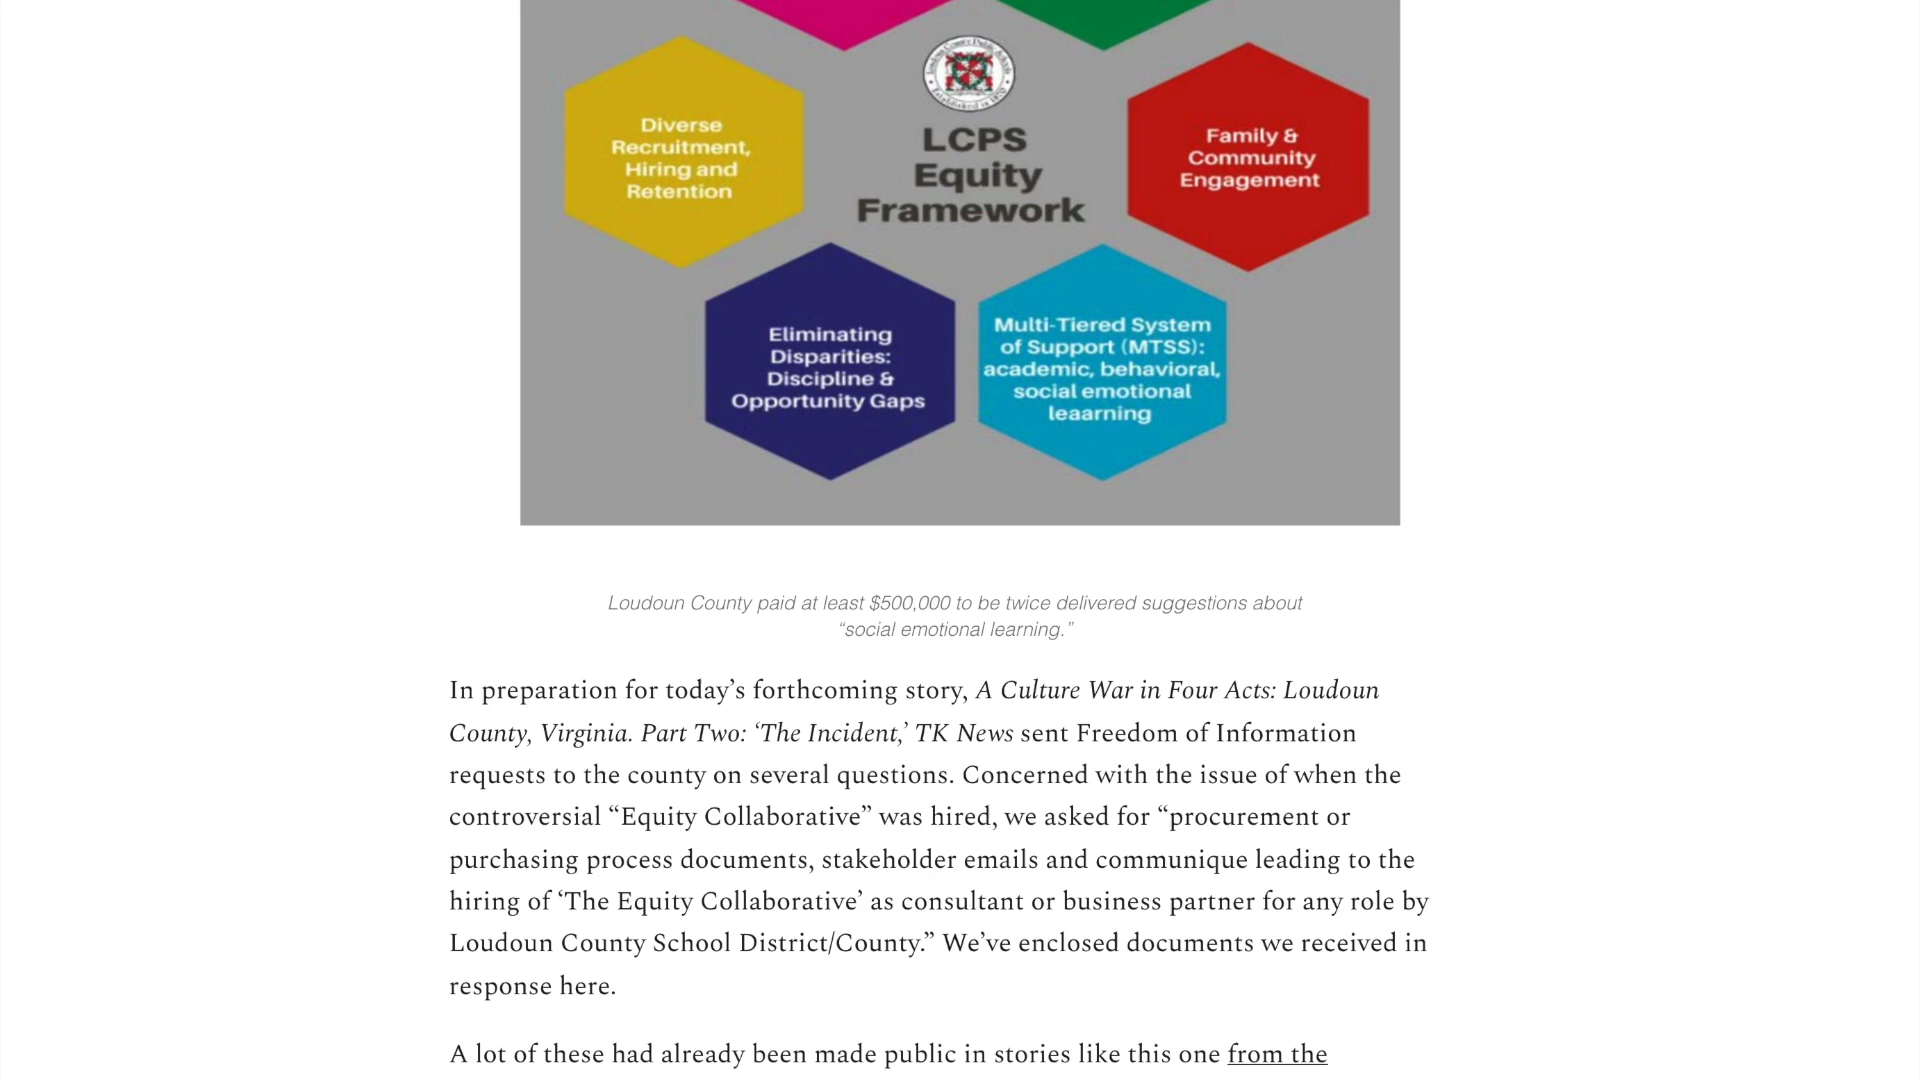 Loudoun County Public Schools
Diverse
Recruitment,
Hiring and
Retention
LCPS
Equity
Framework
Family &
Community
Engagement
Eliminating
Disparities:
Discipline &
Opportunity Gaps
Multi-Tiered System
of Support (MTSS):
academic, behavioral,
social emotional
leaarning
Loudoun County paid at least $500,000 to be twice delivered suggestions about
“social emotional learning.”
In preparation for today’s forthcoming story, A Culture War in Four Acts: Loudoun
County, Virginia. Part Two: ‘The Incident,’ TK News sent Freedom of Information
requests to the county on several questions. Concerned with the issue of when the
controversial “Equity Collaborative” was hired, we asked for “procurement or
purchasing process documents, stakeholder emails and communique leading to the
hiring of ‘The Equity Collaborative’ as consultant or business partner for any role by
Loudoun County School District/County.” We’ve enclosed documents we received in
response here.
A lot of these had already been made public in stories like this one from the